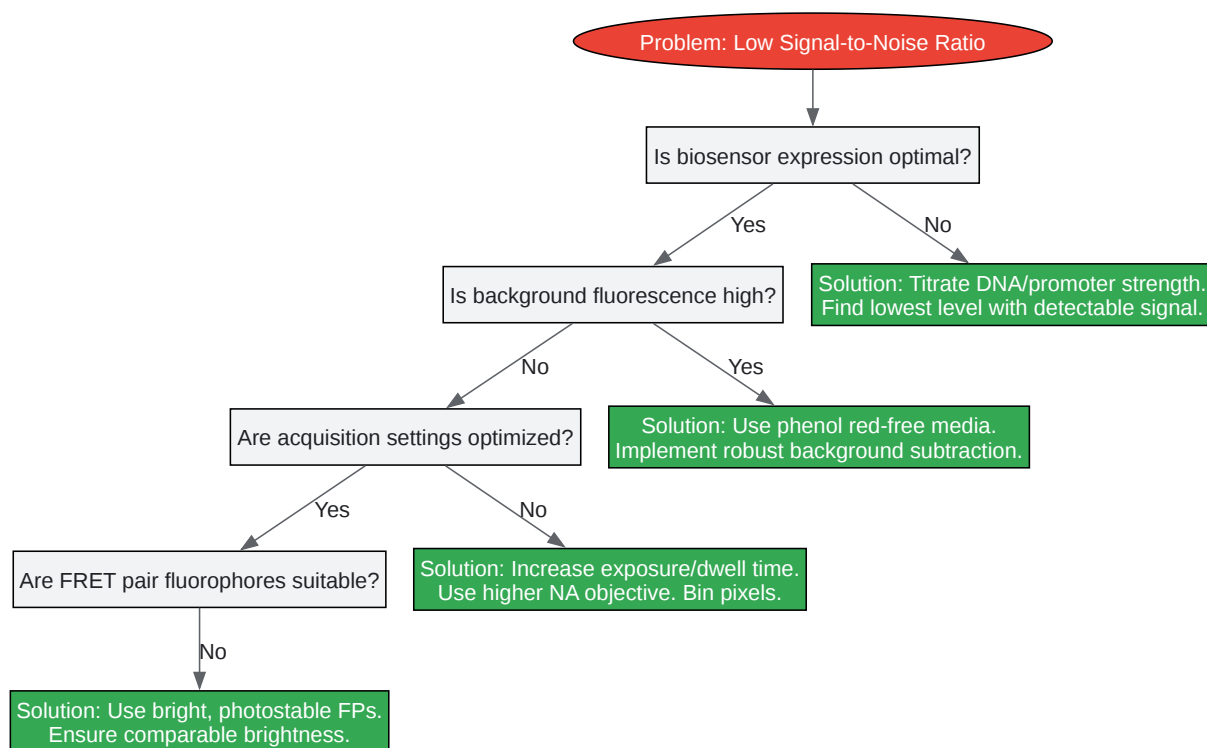 Problem: Low Signal-to-Noise Ratio
Is biosensor expression optimal?
Yes
No
Is background fluorescence high?
Solution: Titrate DNA/promoter strength.
Find lowest level with detectable signal.
No
Yes
Are acquisition settings optimized?
Solution: Use phenol red-free media.
Implement robust background subtraction.
Yes
No
Are FRET pair fluorophores suitable?
Solution: Increase exposure/dwell time.
Use higher NA objective. Bin pixels.
No
Solution: Use bright, photostable FPs.
Ensure comparable brightness.